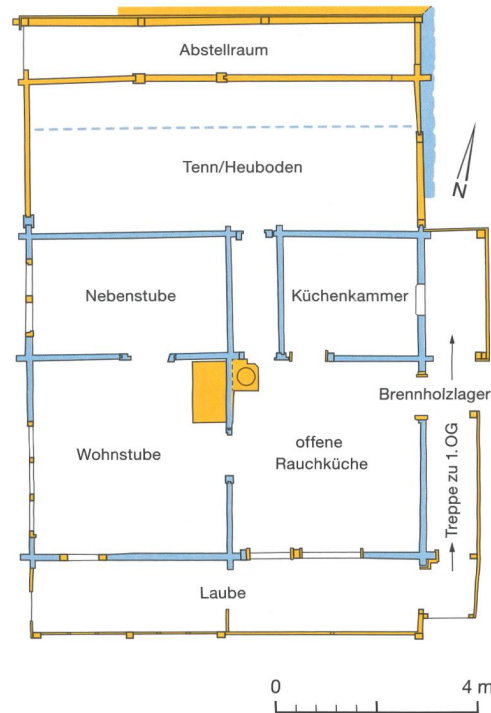 Abstellraum
Tenn/Heuboden
N
Nebenstube
Küchenkammer
Brennholzlager
Wohnstube
offene
Rauchküche
Treppe zu 1. OG
Laube
0 4 m